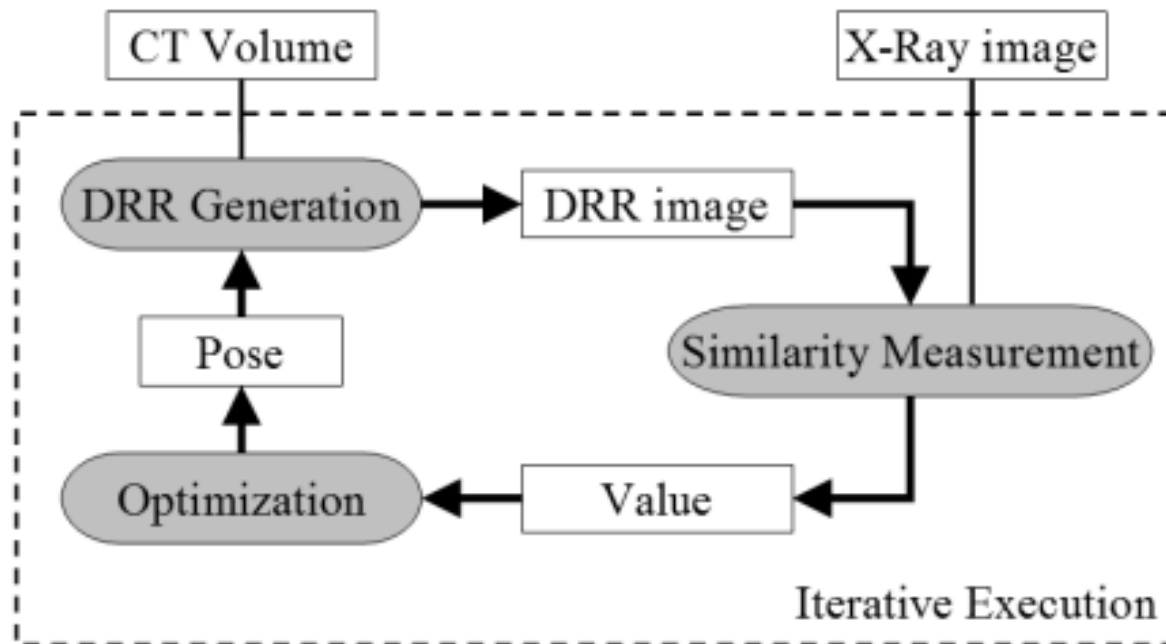 CT Volume
X-Ray image
DRR Generation
DRR image
Pose
Similarity Measurement
Optimization
Value
Iterative Execution